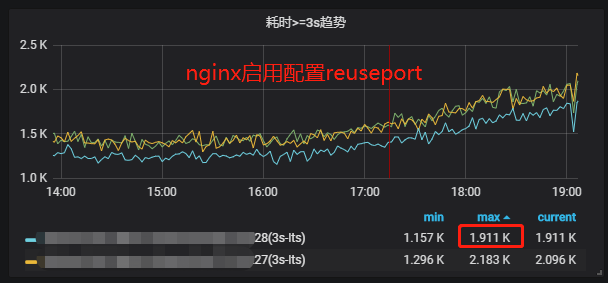 耗时>=3s趋势
2.5 K
nginx启用配置reuseport
2.0 K
1.5 K
1.0 K
14:00 15:00 16:00 17:00 18:00 19:00
min max current
28(3s-lts) 1.157 K 1.911 K 1.911 K
27(3s-lts) 1.296 K 2.183 K 2.096 K